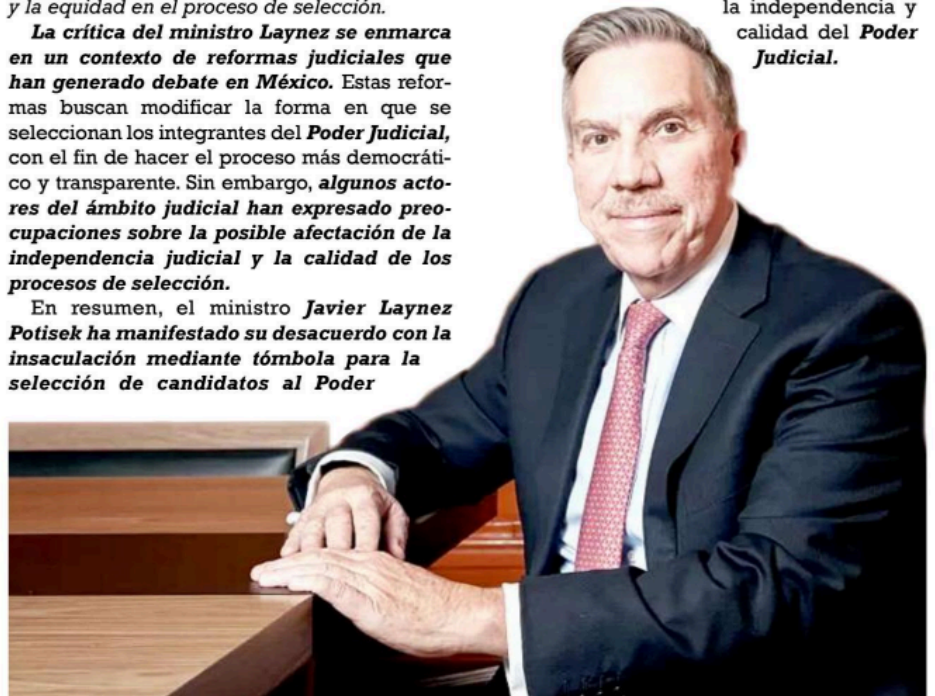 y la equidad en el proceso de selección.
La crítica del ministro Laynez se enmarca
en un contexto de reformas judiciales que
han generado debate en México. Estas refor-
mas buscan modificar la forma en que se
seleccionan los integrantes del Poder Judicial,
con el fin de hacer el proceso más democráti-
co y transparente. Sin embargo, algunos acto-
res del ámbito judicial han expresado preo-
cupaciones sobre la posible afectación de la
independencia judicial y la calidad de los
procesos de selección.
En resumen, el ministro Javier Laynez
Potisek ha manifestado su desacuerdo con la
insaculación mediante tómbola para la
selección de candidatos al Poder
la independencia y
calidad del Poder
Judicial.